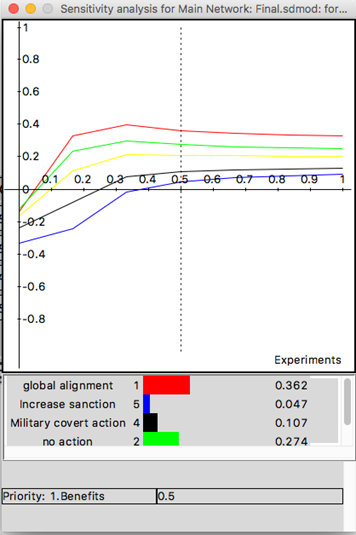 Sensitivity analysis for Main Network: Final.sdmod: for...
1
0.8
0.6
0.4
0.2
0
0.1 0.2 0.3 0.4 0.5 0.6 0.7 0.8 0.9 1
-0.2
-0.4
-0.6
-0.8
Experiments
global alignment 1 0.362
Increase sanction 5 0.047
Military covert action 4 0.107
no action 2 0.274
Priority: 1.Benefits 0.5